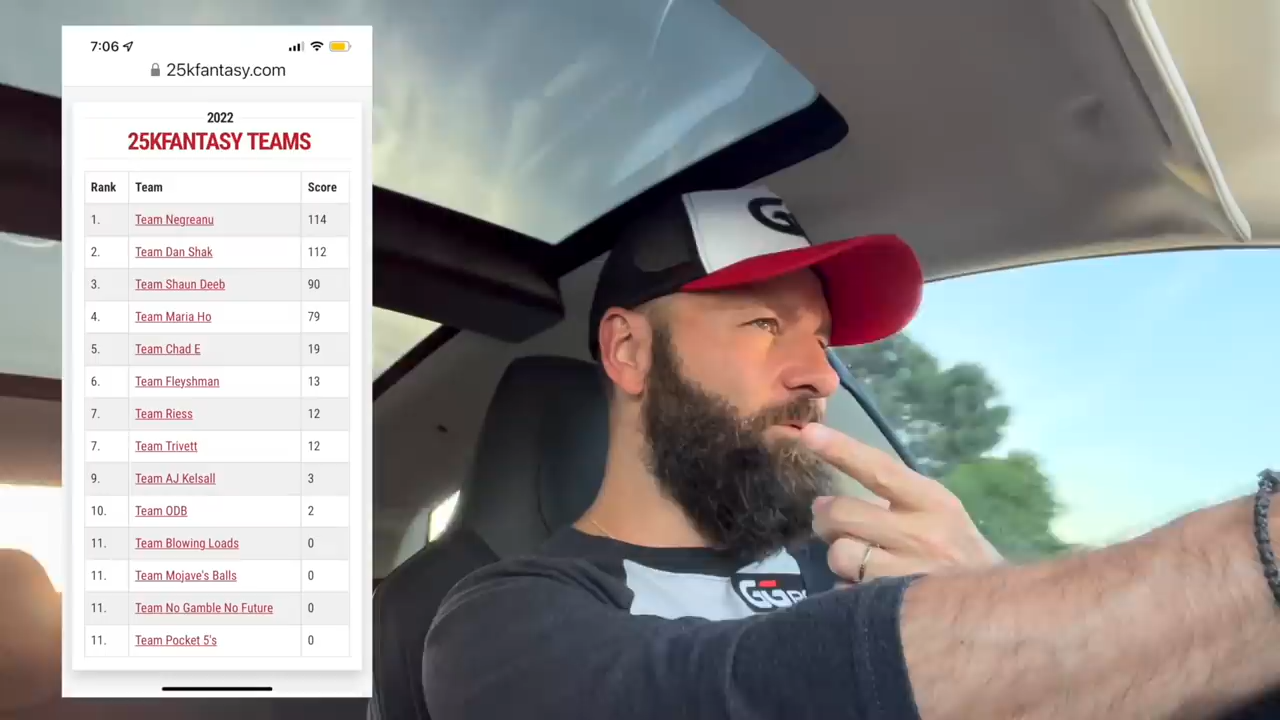 7:06
25kfantasy.com
2022
25KFANTASY TEAMS
Rank Team Score
1. Team Negreanu 114
2. Team Dan Shak 112
3. Team Shaun Deeb 90
4. Team Maria Ho 79
5. Team Chad E 19
6. Team Fleyshman 13
7. Team Riess 12
7. Team Trivett 12
9. Team AJ Kelsall 3
10. Team ODB 2
11. Team Blowing Loads 0
11. Team Mojave's Balls 0
11. Team No Gamble No Future 0
11. Team Pocket 5's 0
G
GG